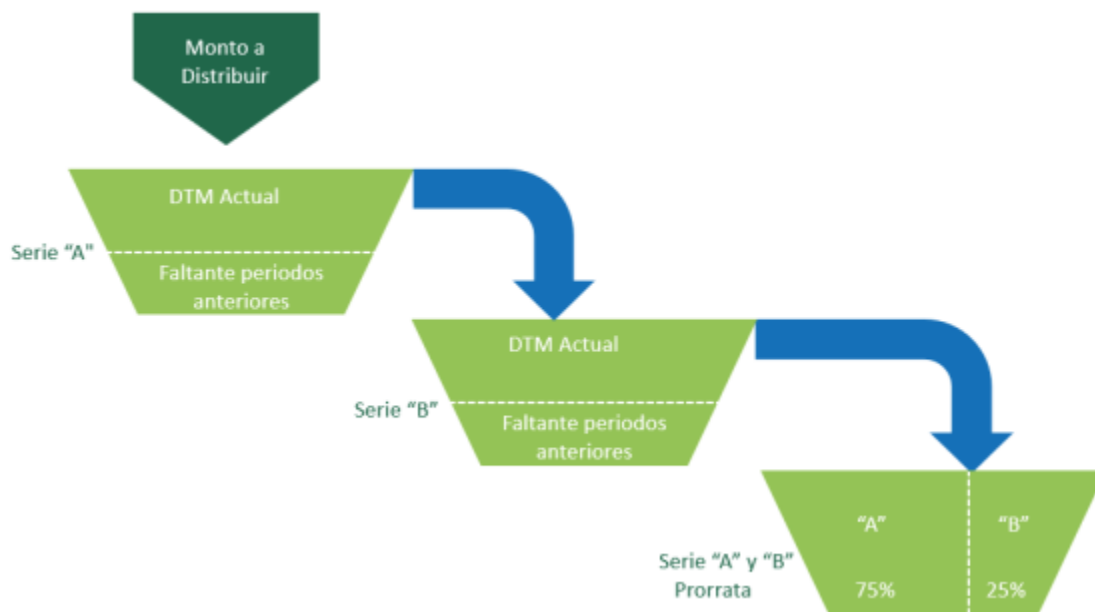 Monto a
Distribuir
DTM Actual
Serie “A"
Faltante periodos
anteriores
DTM Actual
Serie “B”
Faltante periodos
anteriores
“A”
“B”
Serie “A” y “B”
Prorrata
75%
25%